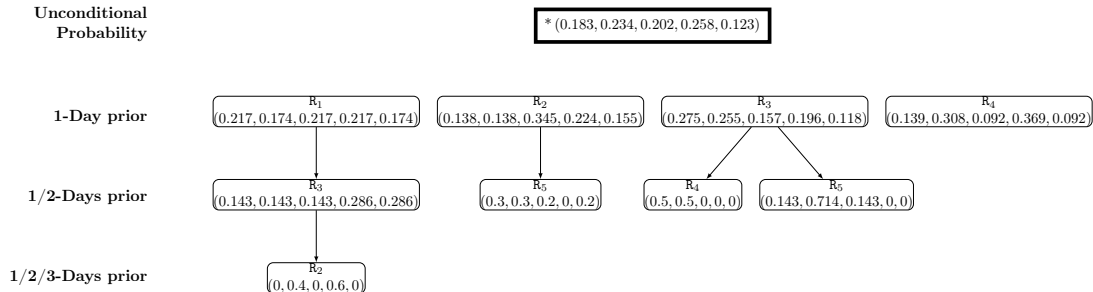 Unconditional
Probability
* (0.183, 0.234, 0.202, 0.258, 0.123)
1-Day prior
R₁
(0.217, 0.174, 0.217, 0.217, 0.174)
R₂
(0.138, 0.138, 0.345, 0.224, 0.155)
R₃
(0.275, 0.255, 0.157, 0.196, 0.118)
R₄
(0.139, 0.308, 0.092, 0.369, 0.092)
1/2-Days prior
R₃
(0.143, 0.143, 0.143, 0.286, 0.286)
R₅
(0.3, 0.3, 0.2, 0, 0.2)
R₄
(0.5, 0.5, 0, 0, 0)
R₅
(0.143, 0.714, 0.143, 0, 0)
1/2/3-Days prior
R₂
(0, 0.4, 0, 0.6, 0)